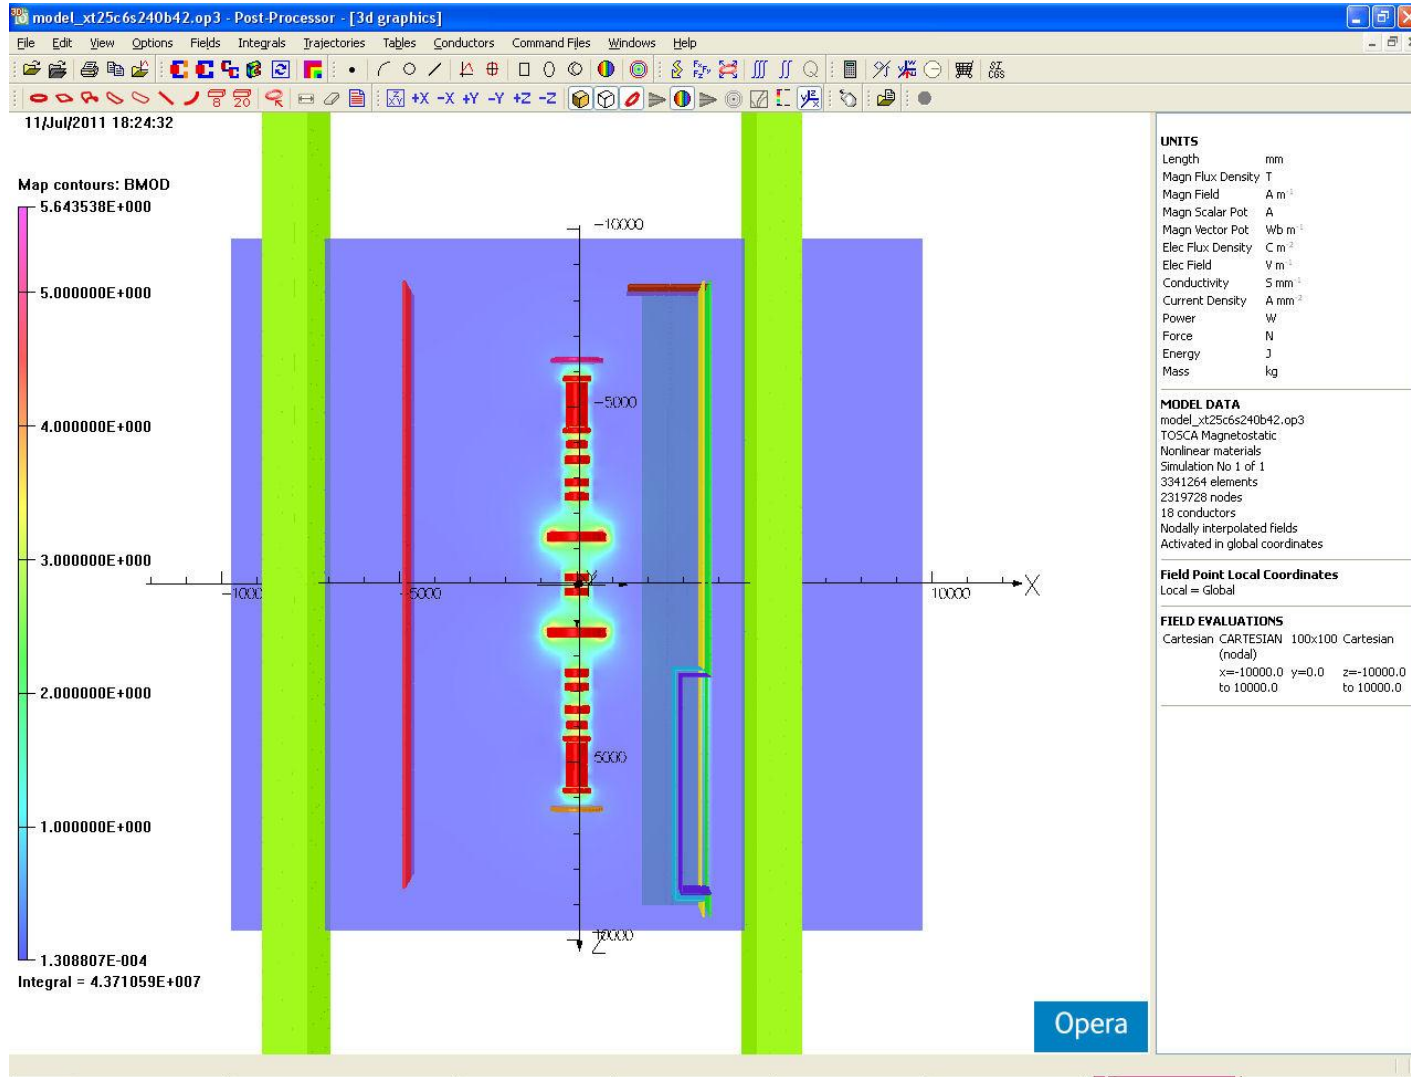 model_xt25c6s240b42.op3 - Post-Processor - [3d graphics]
File Edit View Options Fields Integrals Trajectories Tables Conductors Command Files Windows Help
+X -X +Y -Y +Z -Z
11/Jul/2011 18:24:32
Map contours: BMOD
5.643538E+000
5.000000E+000
4.000000E+000
3.000000E+000
2.000000E+000
1.000000E+000
1.308807E-004
Integral = 4.371059E+007
-10000
-5000
-1000
-5000
10000
X
5000
Z
Opera
UNITS
Length mm
Magn Flux Density T
Magn Field A m-1
Magn Scalar Pot A
Magn Vector Pot Wb m-1
Elec Flux Density C m-2
Elec Field V m-1
Conductivity S mm-1
Current Density A mm-2
Power W
Force N
Energy J
Mass kg
MODEL DATA
model_xt25c6s240b42.op3
TOSCA Magnetostatic
Nonlinear materials
Simulation No 1 of 1
3341264 elements
2319728 nodes
18 conductors
Nodally interpolated fields
Activated in global coordinates
Field Point Local Coordinates
Local = Global
FIELD EVALUATIONS
Cartesian CARTESIAN 100x100 Cartesian
(nodal)
x=-10000.0 y=0.0 z=-10000.0
to 10000.0 to 10000.0